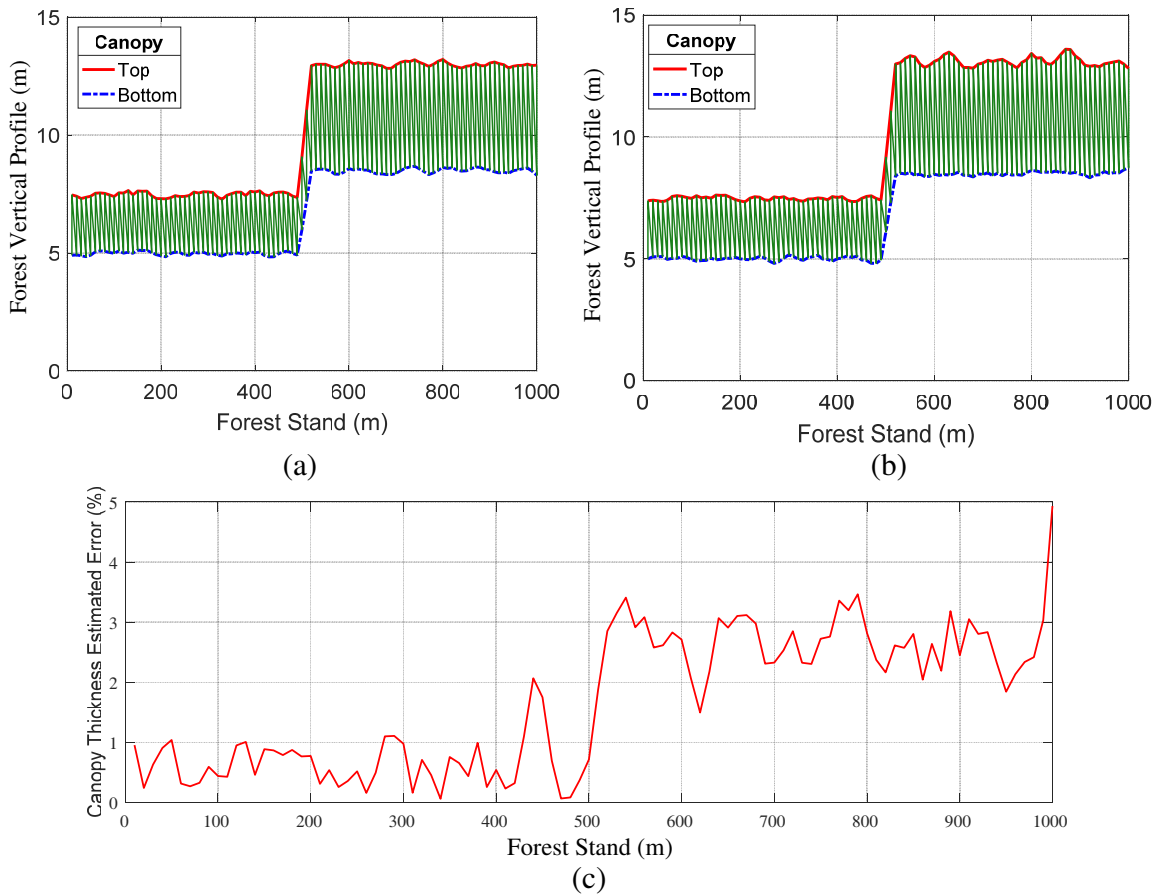 15
10
5
0
Forest Vertical Profile (m)
Canopy
Top
Bottom
0 200 400 600 800 1000
Forest Stand (m)
(a)
15
10
5
0
Forest Vertical Profile (m)
Canopy
Top
Bottom
0 200 400 600 800 1000
Forest Stand (m)
(b)
5
4
3
2
1
0
Canopy Thickness Estimated Error (%)
0 100 200 300 400 500 600 700 800 900 1000
Forest Stand (m)
(c)